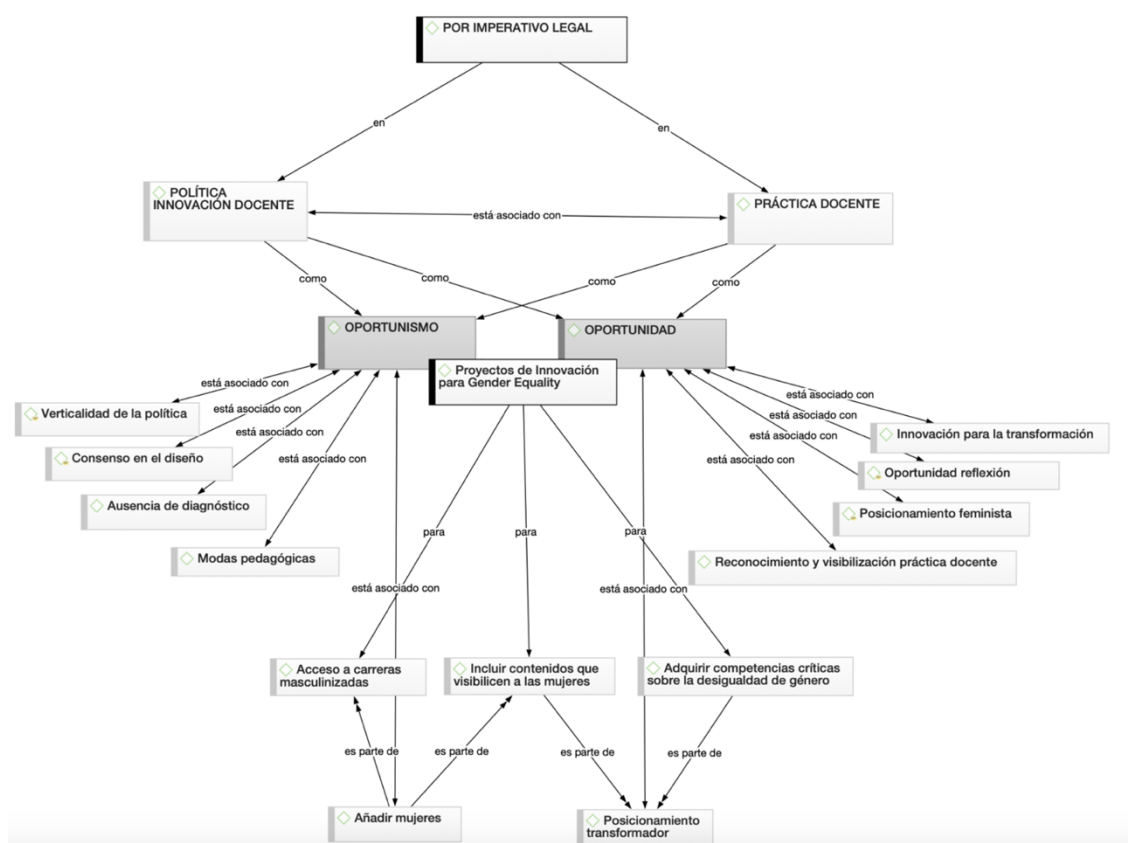 POR IMPERATIVO LEGAL
en
en
POLÍTICA
INNOVACIÓN DOCENTE
está asociado con
PRÁCTICA DOCENTE
como
como
como
como
OPORTUNISMO
OPORTUNIDAD
Proyectos de Innovación
para Gender Equality
está asociado con
Verticalidad de la política
está asociado con
Consenso en el diseño
está asociado con
Ausencia de diagnóstico
está asociado con
Modas pedagógicas
está asociado con
Innovación para la transformación
está asociado con
Oportunidad reflexión
está asociado con
Posicionamiento feminista
está asociado con
Reconocimiento y visibilización práctica docente
para
para
para
está asociado con
está asociado con
Acceso a carreras
masculinizadas
Incluir contenidos que
visibilicen a las mujeres
Adquirir competencias críticas
sobre la desigualdad de género
es parte de
es parte de
es parte de
es parte de
Añadir mujeres
Posicionamiento
transformador